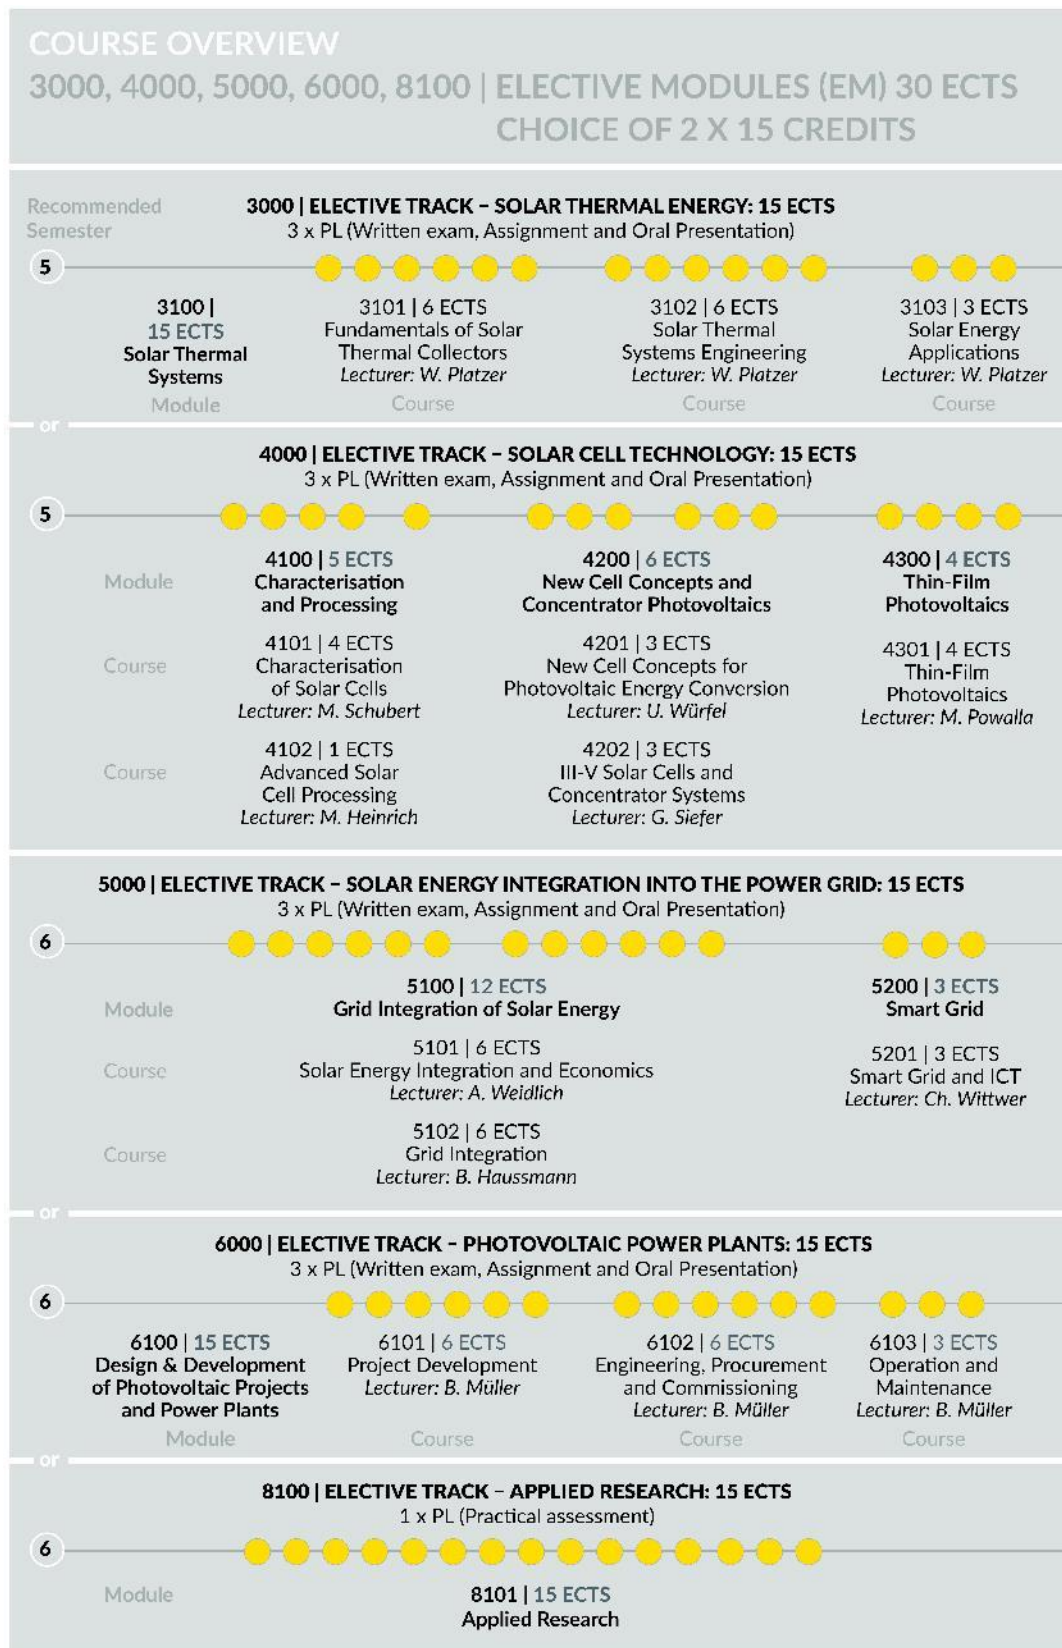 COURSE OVERVIEW
3000, 4000, 5000, 6000, 8100 | ELECTIVE MODULES (EM) 30 ECTS
CHOICE OF 2 X 15 CREDITS
Recommended
Semester
3000 | ELECTIVE TRACK – SOLAR THERMAL ENERGY: 15 ECTS
3 x PL (Written exam, Assignment and Oral Presentation)
5
3100 |
15 ECTS
Solar Thermal
Systems
Module
3101 | 6 ECTS
Fundamentals of Solar
Thermal Collectors
Lecturer: W. Platzer
Course
3102 | 6 ECTS
Solar Thermal
Systems Engineering
Lecturer: W. Platzer
Course
3103 | 3 ECTS
Solar Energy
Applications
Lecturer: W. Platzer
Course
or
4000 | ELECTIVE TRACK – SOLAR CELL TECHNOLOGY: 15 ECTS
3 x PL (Written exam, Assignment and Oral Presentation)
5
Module
4100 | 5 ECTS
Characterisation
and Processing
4200 | 6 ECTS
New Cell Concepts and
Concentrator Photovoltaics
4300 | 4 ECTS
Thin-Film
Photovoltaics
Course
4101 | 4 ECTS
Characterisation
of Solar Cells
Lecturer: M. Schubert
4201 | 3 ECTS
New Cell Concepts for
Photovoltaic Energy Conversion
Lecturer: U. Würfel
4301 | 4 ECTS
Thin-Film
Photovoltaics
Lecturer: M. Powalla
Course
4102 | 1 ECTS
Advanced Solar
Cell Processing
Lecturer: M. Heinrich
4202 | 3 ECTS
III-V Solar Cells and
Concentrator Systems
Lecturer: G. Siefer
5000 | ELECTIVE TRACK – SOLAR ENERGY INTEGRATION INTO THE POWER GRID: 15 ECTS
3 x PL (Written exam, Assignment and Oral Presentation)
6
Module
5100 | 12 ECTS
Grid Integration of Solar Energy
5200 | 3 ECTS
Smart Grid
Course
5101 | 6 ECTS
Solar Energy Integration and Economics
Lecturer: A. Weidlich
5201 | 3 ECTS
Smart Grid and ICT
Lecturer: Ch. Wittwer
Course
5102 | 6 ECTS
Grid Integration
Lecturer: B. Haussmann
or
6000 | ELECTIVE TRACK – PHOTOVOLTAIC POWER PLANTS: 15 ECTS
3 x PL (Written exam, Assignment and Oral Presentation)
6
6100 | 15 ECTS
Design & Development
of Photovoltaic Projects
and Power Plants
Module
6101 | 6 ECTS
Project Development
Lecturer: B. Müller
Course
6102 | 6 ECTS
Engineering, Procurement
and Commissioning
Lecturer: B. Müller
Course
6103 | 3 ECTS
Operation and
Maintenance
Lecturer: B. Müller
Course
or
8100 | ELECTIVE TRACK – APPLIED RESEARCH: 15 ECTS
1 x PL (Practical assessment)
6
Module
8101 | 15 ECTS
Applied Research